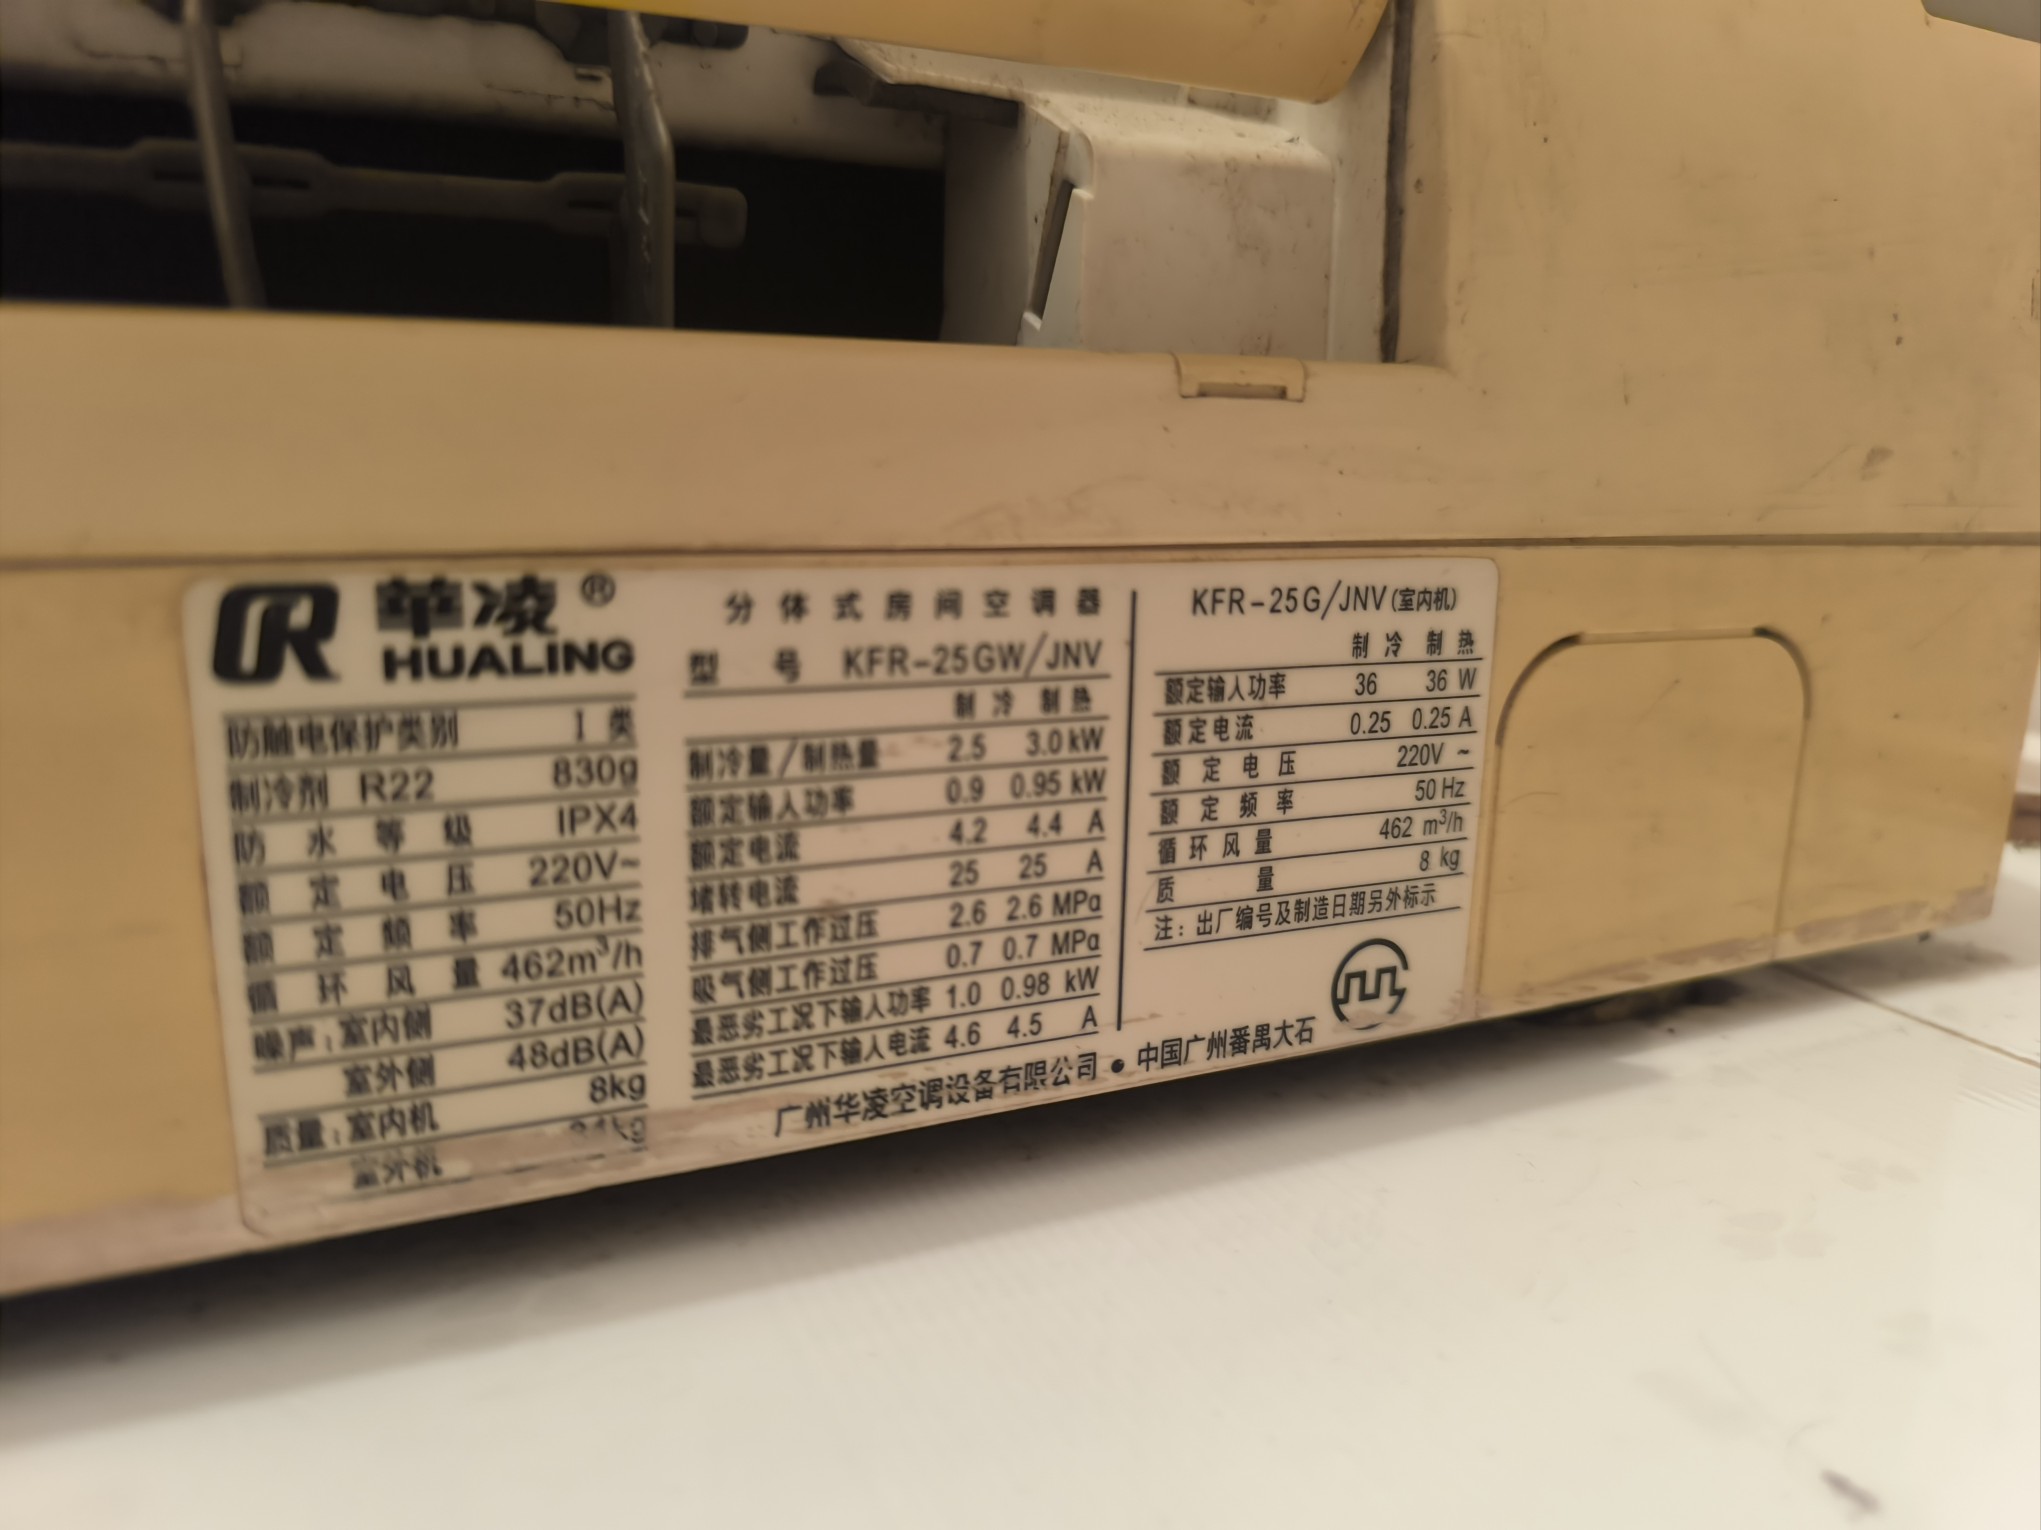 华凌®
HUALING
防触电保护类别 I 类
制冷剂 R22 830g
防水等级 IPX4
额定电压 220V~
额定频率 50Hz
循环风量 462m³/h
噪声:室内侧 37dB(A)
室外侧 48dB(A)
质量:室内机 8kg
室外机
分体式房间空调器
型号 KFR-25GW/JNV
制冷 制热
制冷量/制热量 2.5 3.0 kW
额定输入功率 0.9 0.95 kW
额定电流 4.2 4.4 A
堵转电流 25 25 A
排气侧工作过压 2.6 2.6 MPa
吸气侧工作过压 0.7 0.7 MPa
最恶劣工况下输入功率 1.0 0.98 kW
最恶劣工况下输入电流 4.6 4.5 A
KFR-25G/JNV(室内机)
制冷 制热
额定输入功率 36 36 W
额定电流 0.25 0.25 A
额定电压 220V ~
额定频率 50 Hz
循环风量 462 m³/h
质量 8 kg
注:出厂编号及制造日期另外标示
广州华凌空调设备有限公司 • 中国广州番禺大石